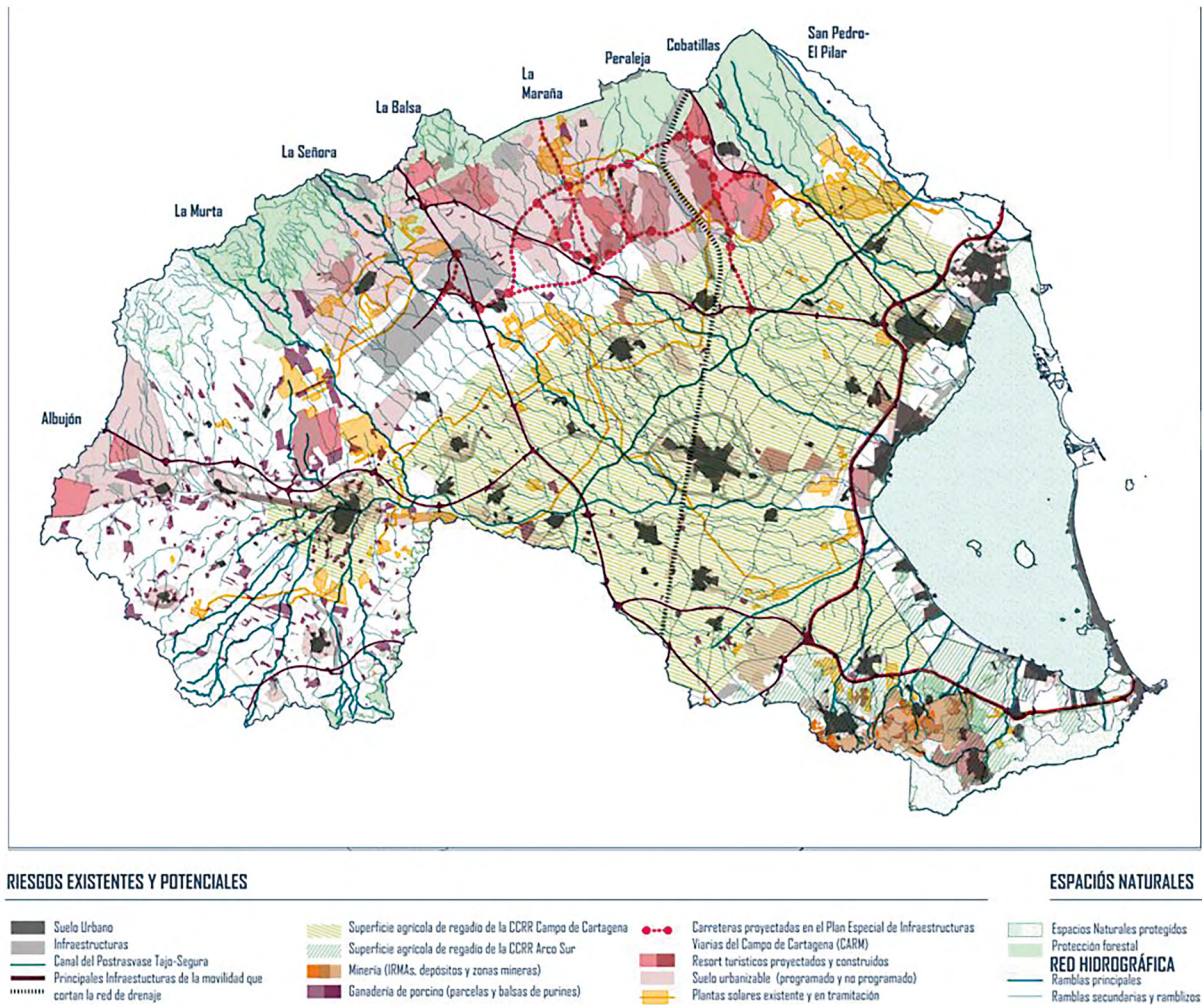 San Pedro-
El Pilar
Cobatillas
Peraleja
La
Maraña
La Balsa
La Señora
La Murta
Albujón
RIESGOS EXISTENTES Y POTENCIALES
Suelo Urbano
Infraestructuras
Canal del Postrasvase Tajo-Segura
Principales Infraestucturas de la movilidad que
cortan la red de drenaje
Superficie agrícola de regadío de la CCRR Campo de Cartagena
Superficie agrícola de regadío de la CCRR Arco Sur
Minería (IRMAs, depósitos y zonas mineras)
Ganadería de porcino (parcelas y balsas de purines)
Carreteras proyectadas en el Plan Especial de Infraestructuras
Viarias del Campo de Cartagena (CARM)
Resort turísticos proyectados y construidos
Suelo urbanizable (programado y no programado)
Plantas solares existente y en tramitación
ESPACIÓS NATURALES
Espacios Naturales protegidos
Protección forestal
RED HIDROGRÁFICA
Ramblas principales
Ramblas secundarias y ramblizos